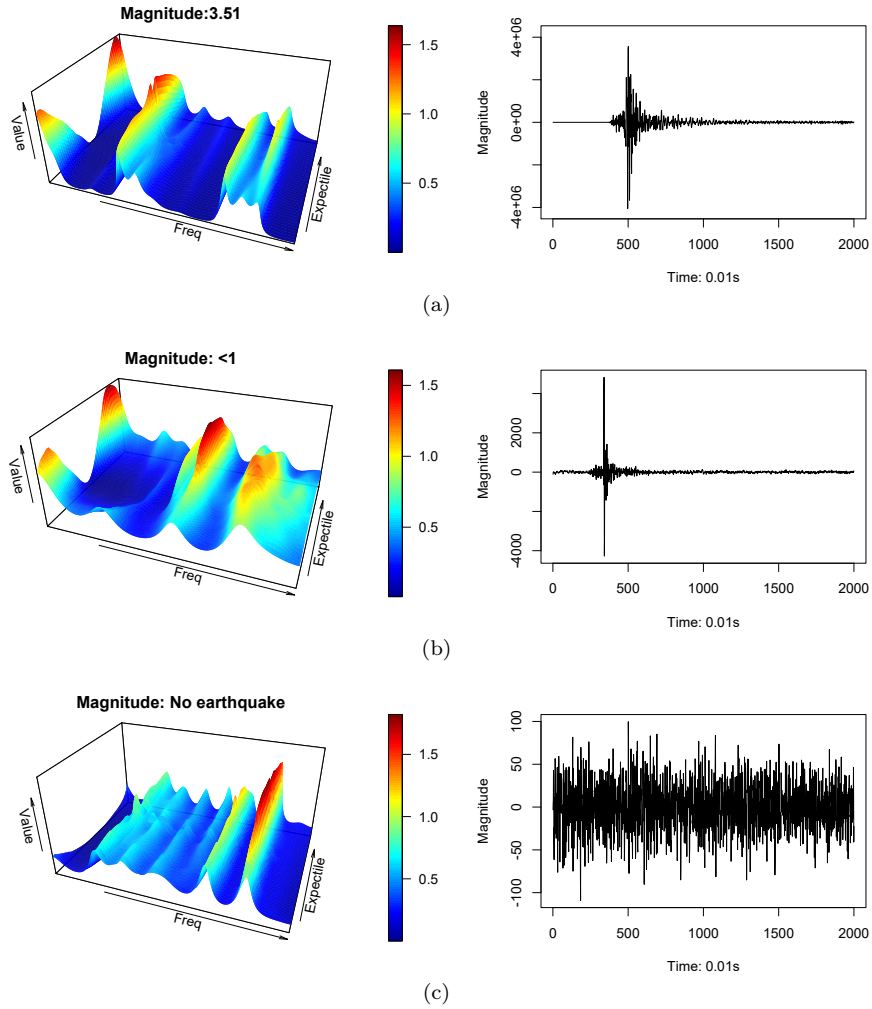 Magnitude:3.51
Value
Freq
Expectile
1.5
1.0
0.5
Magnitude
4e+06
0e+00
-4e+06
0
500
1000
1500
2000
Time: 0.01s
(a)
Magnitude: <1
Value
Freq
Expectile
1.5
1.0
0.5
Magnitude
2000
0
-4000
0
500
1000
1500
2000
Time: 0.01s
(b)
Magnitude: No earthquake
Value
Freq
Expectile
1.5
1.0
0.5
Magnitude
100
50
0
-50
-100
0
500
1000
1500
2000
Time: 0.01s
(c)